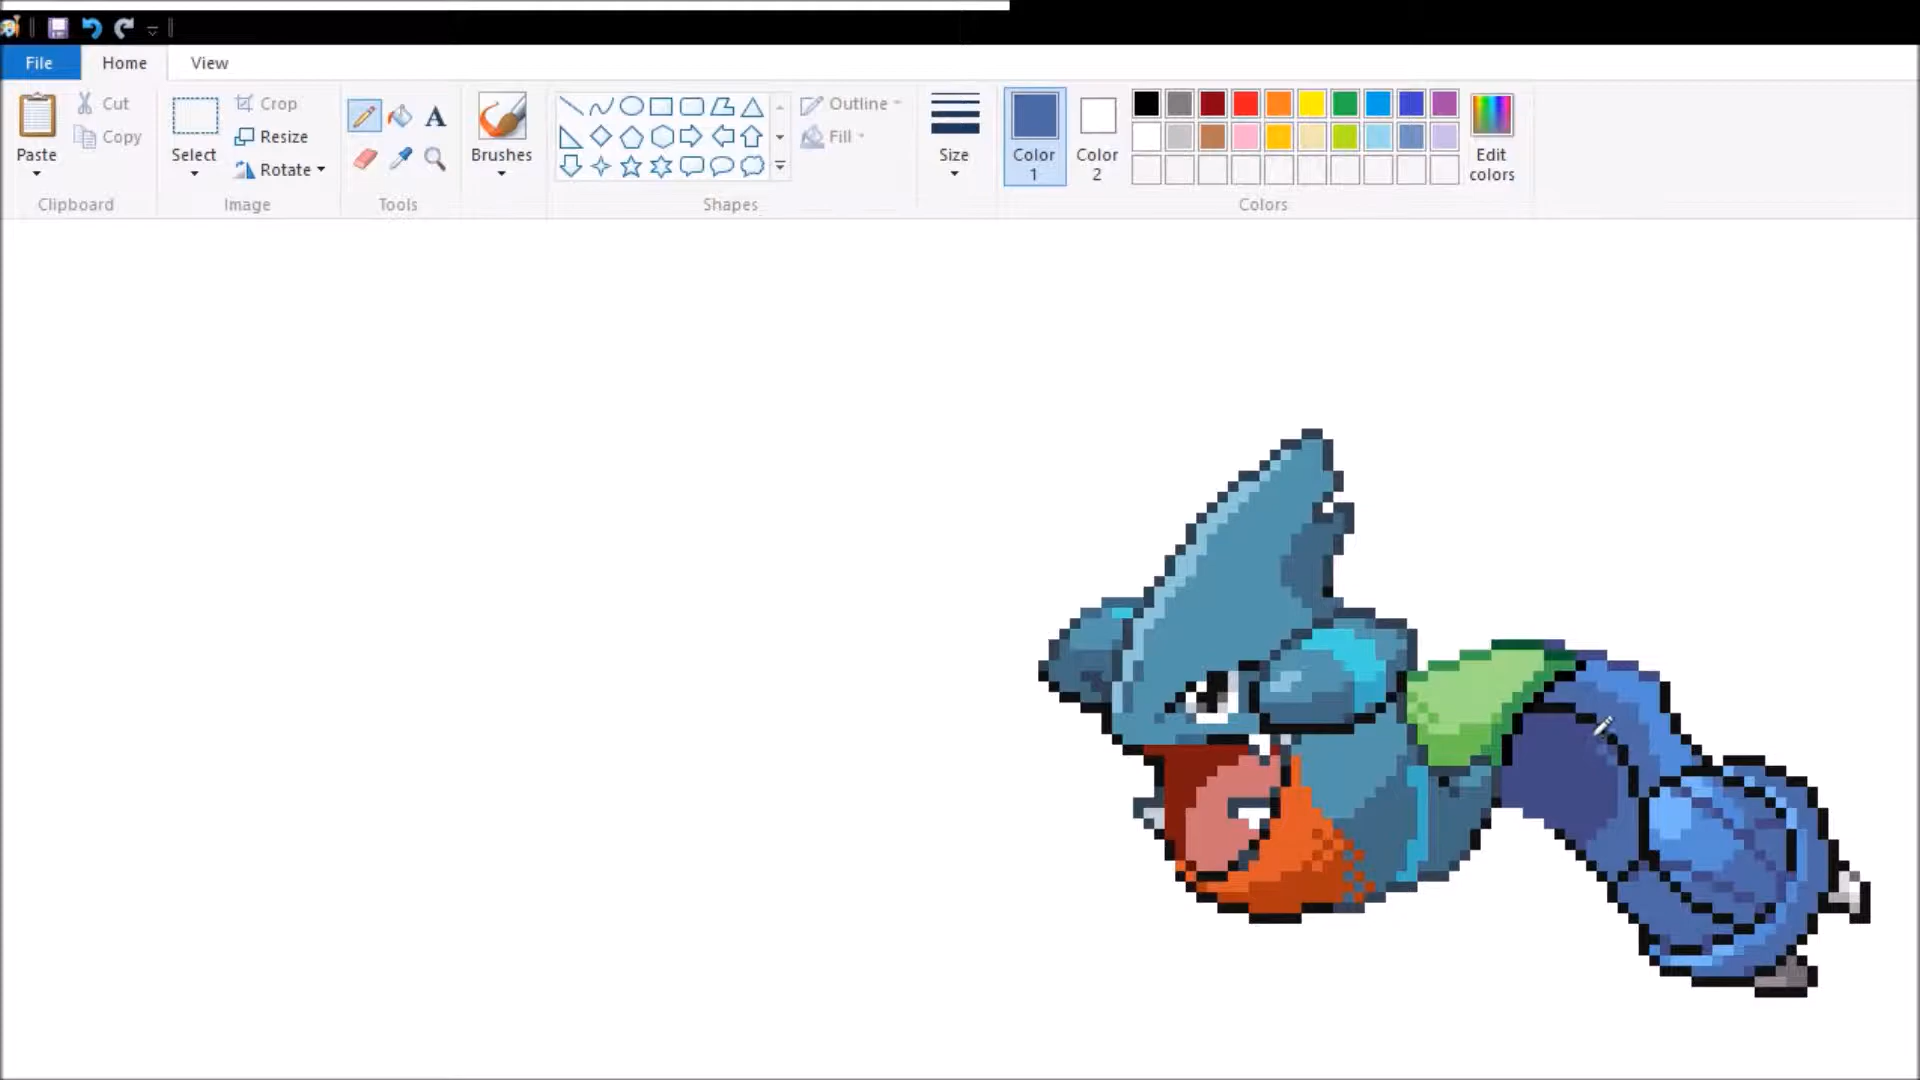 File Home View
Paste
Cut
Copy
Clipboard
Select
Crop
Resize
Rotate
Image
A
Tools
Brushes
Outline
Fill
Shapes
Size
Color
1
Color
2
Edit
colors
Colors